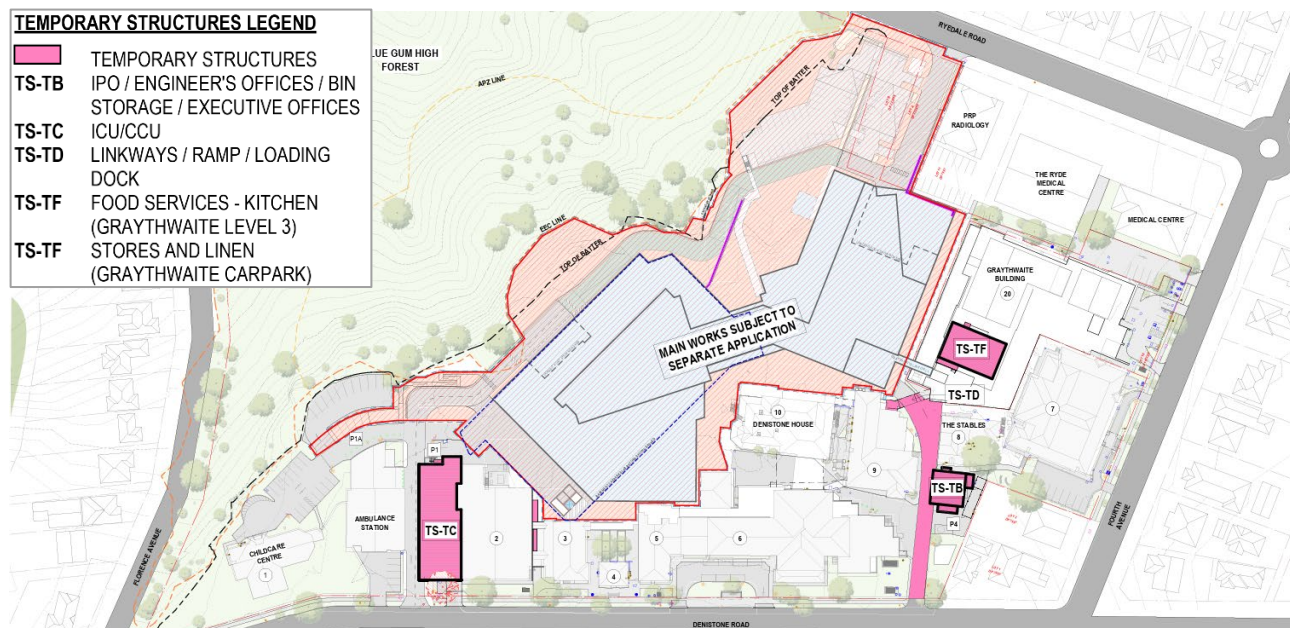 TEMPORARY STRUCTURES LEGEND
TEMPORARY STRUCTURES
TS-TB IPO / ENGINEER'S OFFICES / BIN
STORAGE / EXECUTIVE OFFICES
TS-TC ICU/CCU
TS-TD LINKWAYS / RAMP / LOADING
DOCK
TS-TF FOOD SERVICES - KITCHEN
(GRAYTHWAITE LEVEL 3)
TS-TF STORES AND LINEN
(GRAYTHWAITE CARPARK)
LUE GUM HIGH
FOREST
APZ LINE
TOP OF BATTER
RYEDALE ROAD
PRP
RADIOLOGY
THE RYDE
MEDICAL
CENTRE
MEDICAL CENTRE
EEC LINE
TOP OF BATTER
GRAYTHWAITE
BUILDING
20
MAIN WORKS SUBJECT TO
SEPARATE APPLICATION
TS-TF
TS-TD
10
DENISTONE HOUSE
THE STABLES
8
7
9
P1A
P1
TS-TC
TS-TB
P4
AMBULANCE
STATION
2
3
4
5
6
CHILDCARE
CENTRE
1
FLORENCE AVENUE
FOURTH
AVENUE
DENISTONE ROAD